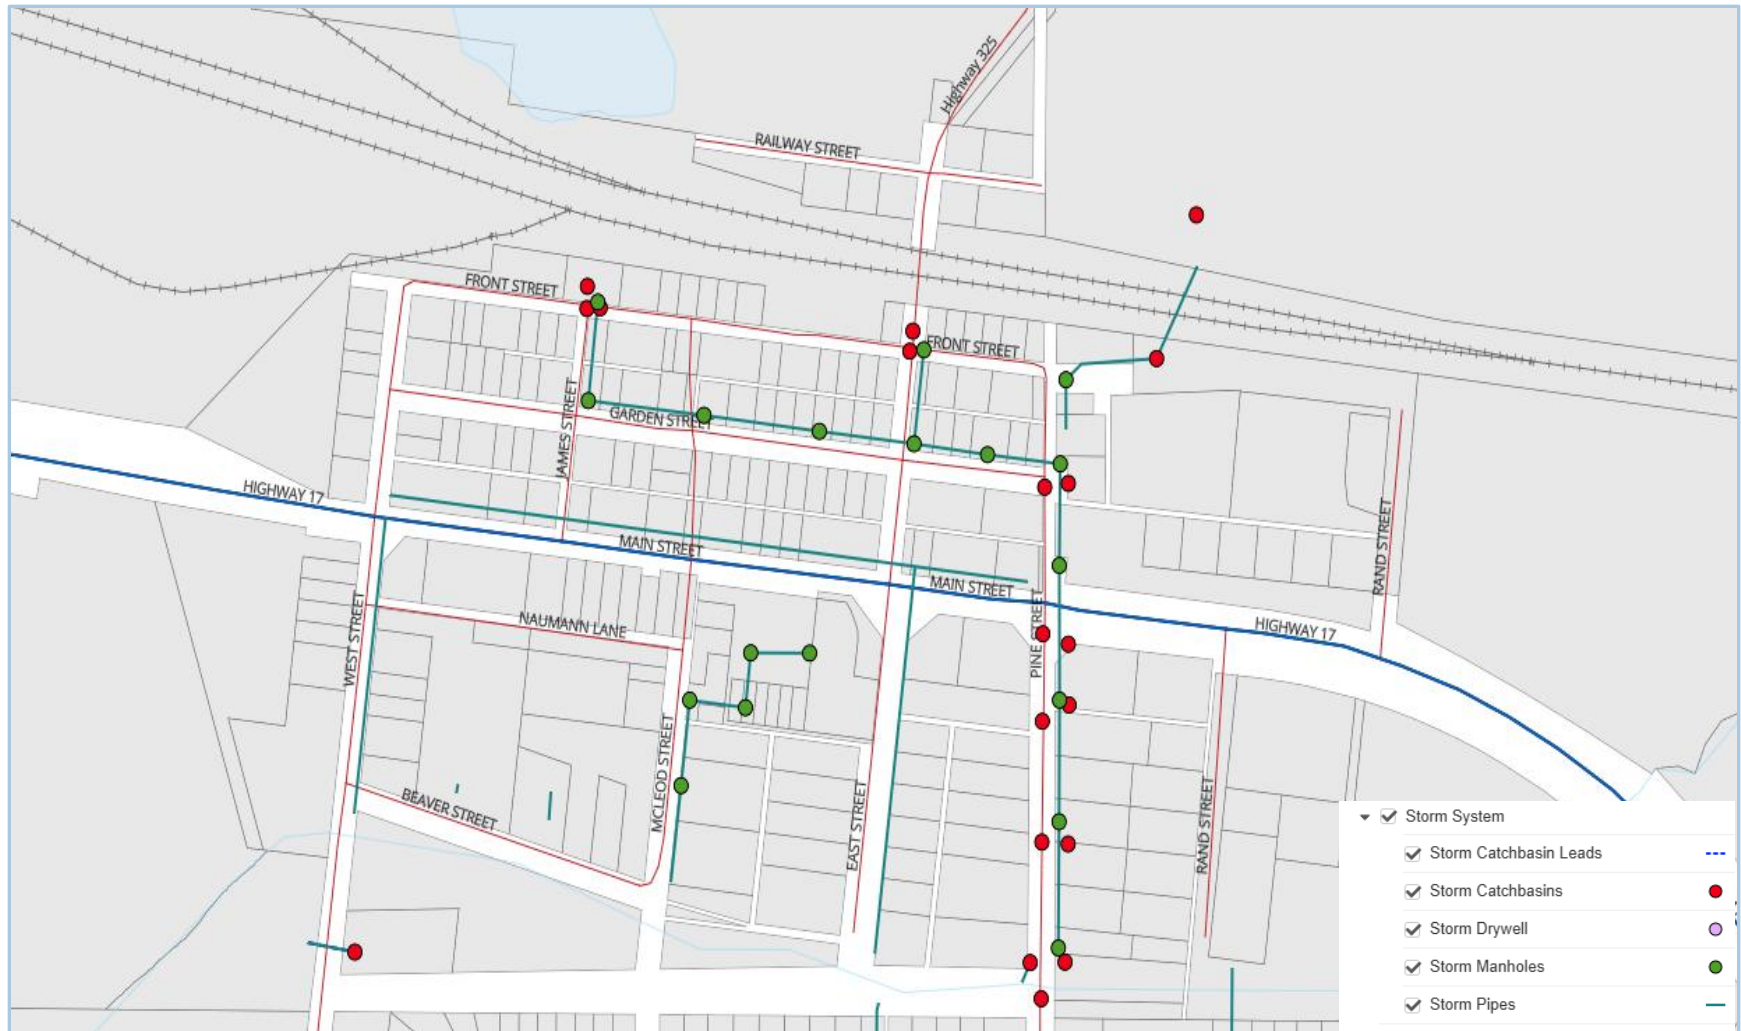 Highway 325
RAILWAY STREET
FRONT STREET
FRONT STREET
JAMES STREET
GARDEN STREET
HIGHWAY 17
MAIN STREET
MAIN STREET
RAND STREET
WEST STREET
NAUMANN LANE
PINE STREET
HIGHWAY 17
MCLEOD STREET
BEAVER STREET
EAST STREET
RAND STREET
Storm System
Storm Catchbasin Leads
Storm Catchbasins
Storm Drywell
Storm Manholes
Storm Pipes